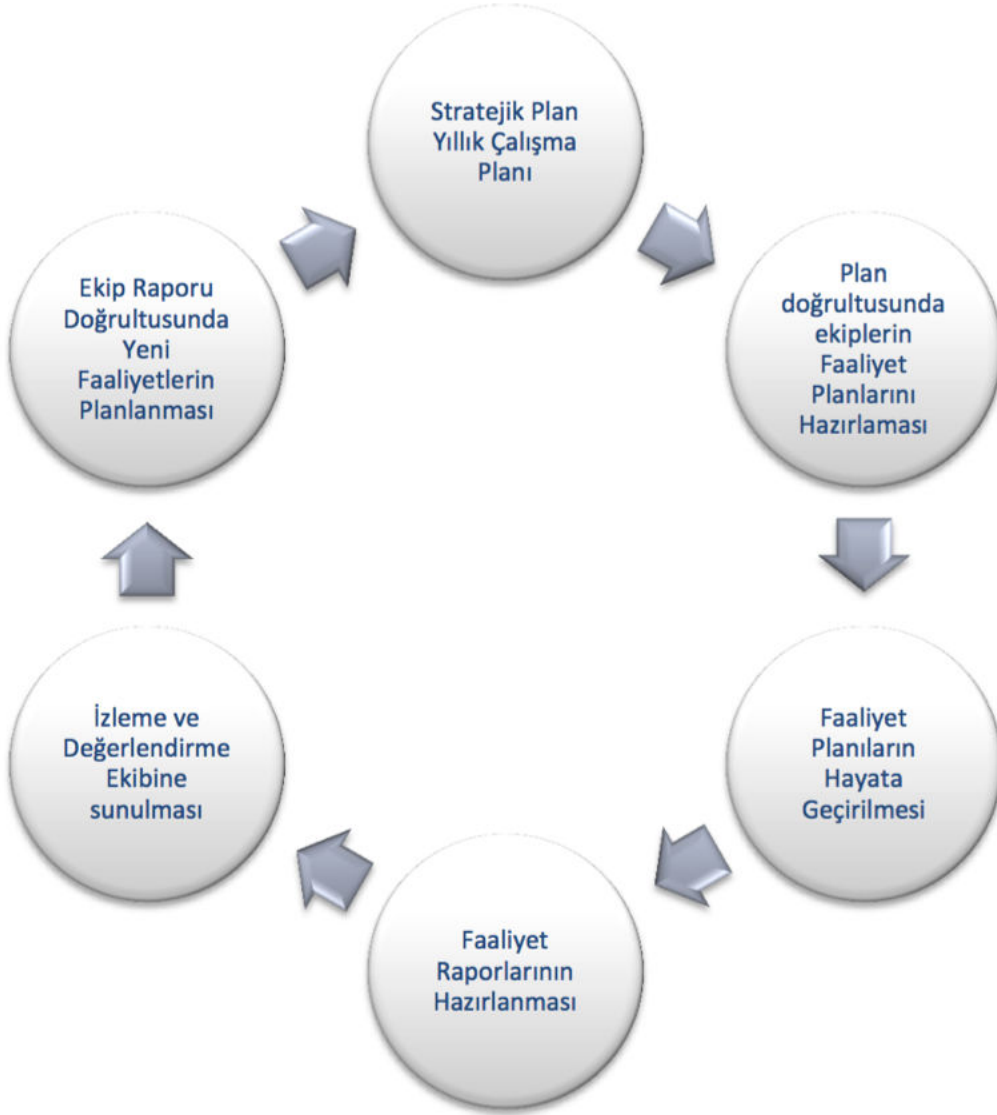 Stratejik Plan
Yıllık Çalışma
Planı
Plan
doğrultusunda
ekiplerin
Faaliyet
Planlarını
Hazırlaması
Faaliyet
Planıların
Hayata
Geçirilmesi
Faaliyet
Raporlarının
Hazırlanması
İzleme ve
Değerlendirme
Ekibine
sunulması
Ekip Raporu
Doğrultusunda
Yeni
Faaliyetlerin
Planlanması